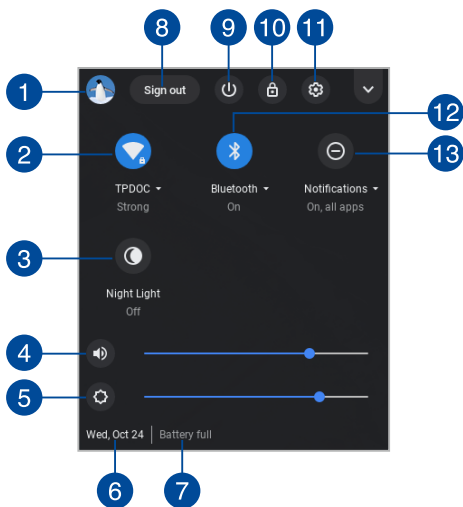 8 9 10 11
1 Sign out
12
2 13
TPDOC Bluetooth Notifications
Strong On On, all apps
3
Night Light
Off
4
5
Wed, Oct 24 Battery full
6 7